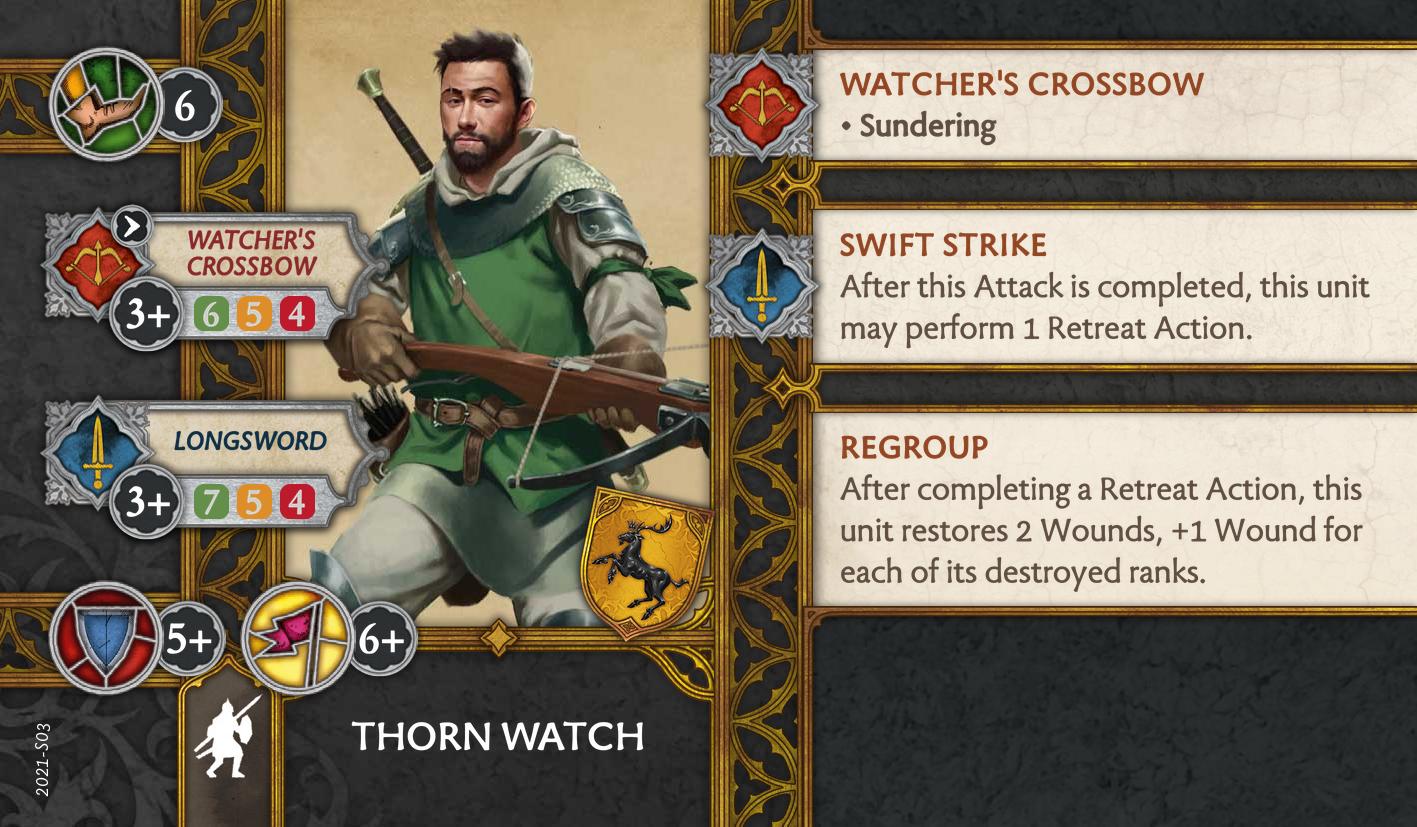 6
WATCHER'S
CROSSBOW
3+ 6 5 4
LONGSWORD
3+ 7 5 4
5+ 6+
THORN WATCH
2021-S03
WATCHER'S CROSSBOW
• Sundering
SWIFT STRIKE
After this Attack is completed, this unit
may perform 1 Retreat Action.
REGROUP
After completing a Retreat Action, this
unit restores 2 Wounds, +1 Wound for
each of its destroyed ranks.